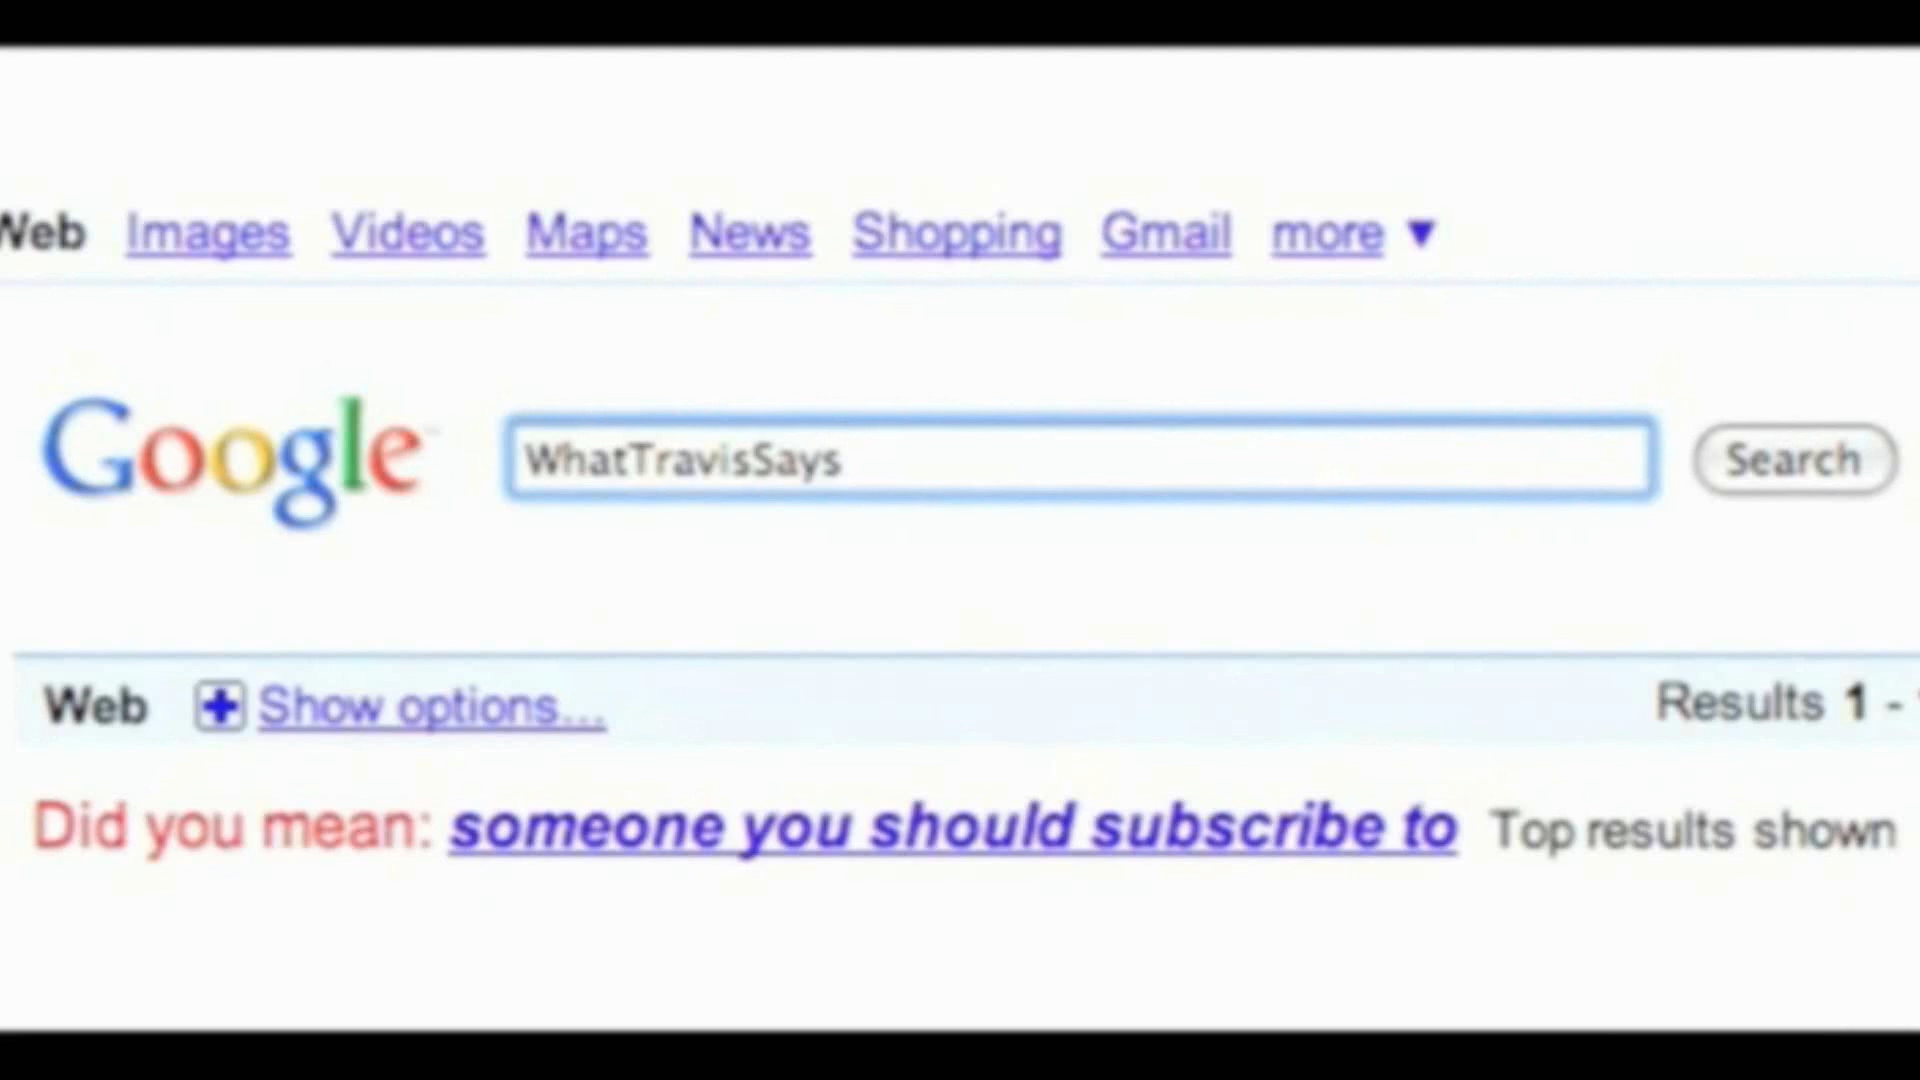 Web Images Videos Maps News Shopping Gmail more ▼
Google WhatTravisSays Search
Web Show options... Results 1 -
Did you mean: someone you should subscribe to Top results shown